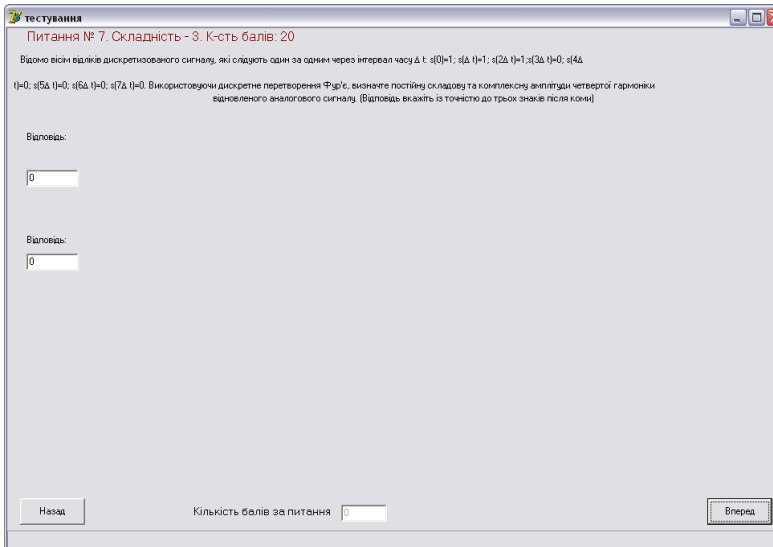 тестування
Питання № 7. Складність - 3. К-сть балів: 20
Відомо вісім відліків дискретизованого сигналу, які слідують один за одним через інтервал часу Δ t: s(0)=1; s(Δ t)=1; s(2Δ t)=1;s(3Δ t)=0; s(4Δ
t)=0; s(5Δ t)=0; s(6Δ t)=0; s(7Δ t)=0. Використовуючи дискретне перетворення Фур'є, визначте постійну складову та комплексну амплітуди четвертої гармоніки
відновленого аналогового сигналу. (Відповідь вкажіть із точністю до трьох знаків після коми)
Відповідь:
0
Відповідь:
0
Назад Кількість балів за питання 0 Вперед